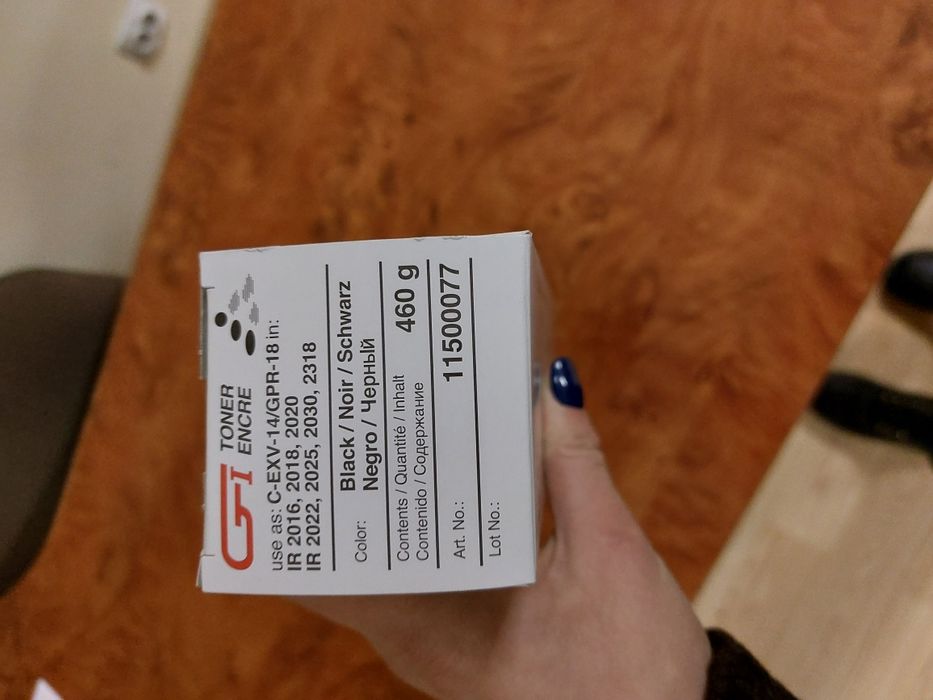 GI TONER
ENCRE
use as: C-EXV-14/GPR-18 in:
IR 2016, 2018, 2020
IR 2022, 2025, 2030, 2318
Color: Black / Noir / Schwarz
Negro / Черный
Contents / Quantité / Inhalt
Contenido / Содержание 460 g
Art. No.: 11500077
Lot No.: